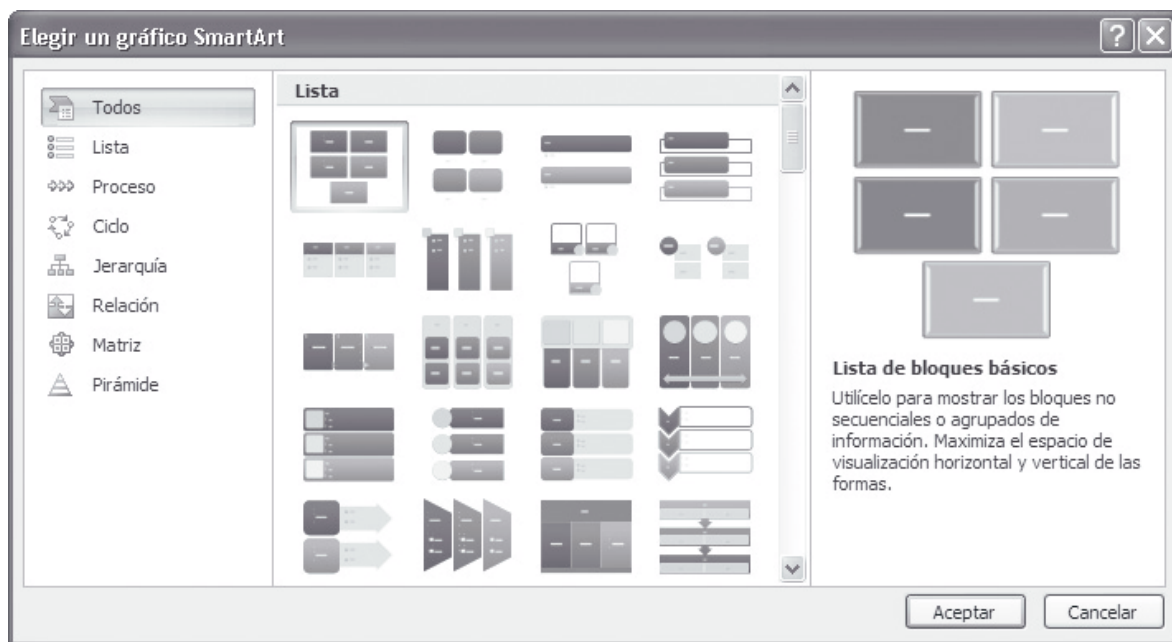 Elegir un gráfico SmartArt
Todos
Lista
Proceso
Ciclo
Jerarquía
Relación
Matriz
Pirámide
Lista
Lista de bloques básicos
Utilícelo para mostrar los bloques no
secuenciales o agrupados de
información. Maximiza el espacio de
visualización horizontal y vertical de las
formas.
Aceptar
Cancelar